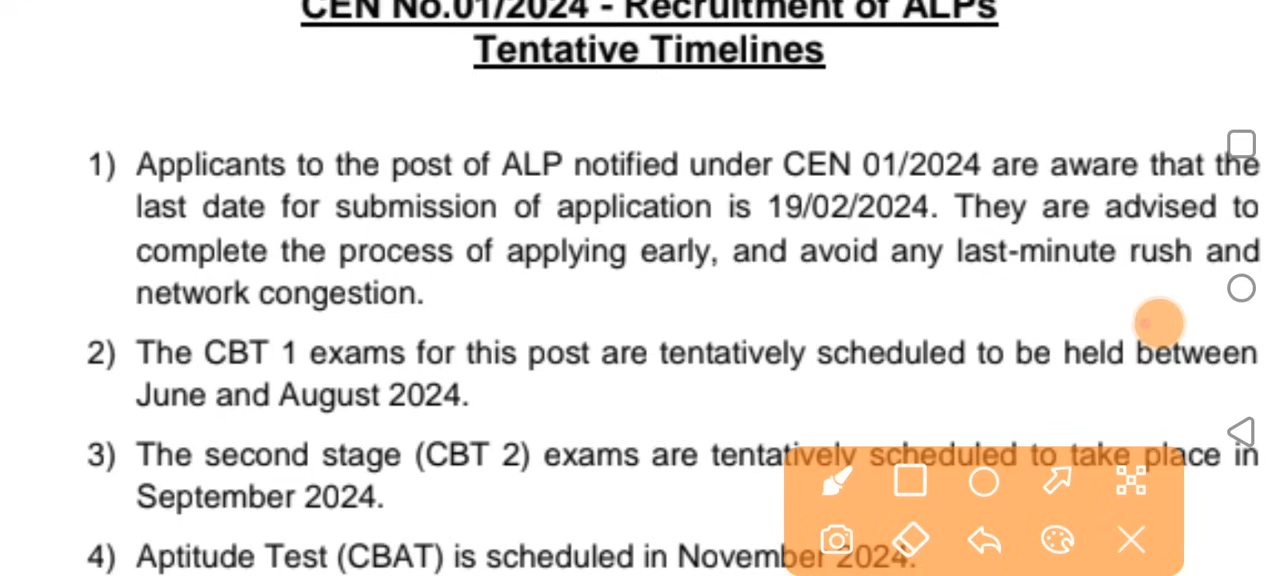 CEN No.01/2024 - Recruitment of ALPs
Tentative Timelines
1) Applicants to the post of ALP notified under CEN 01/2024 are aware that the
last date for submission of application is 19/02/2024. They are advised to
complete the process of applying early, and avoid any last-minute rush and
network congestion.
2) The CBT 1 exams for this post are tentatively scheduled to be held between
June and August 2024.
3) The second stage (CBT 2) exams are tentatively scheduled to take place in
September 2024.
4) Aptitude Test (CBAT) is scheduled in November 2024.